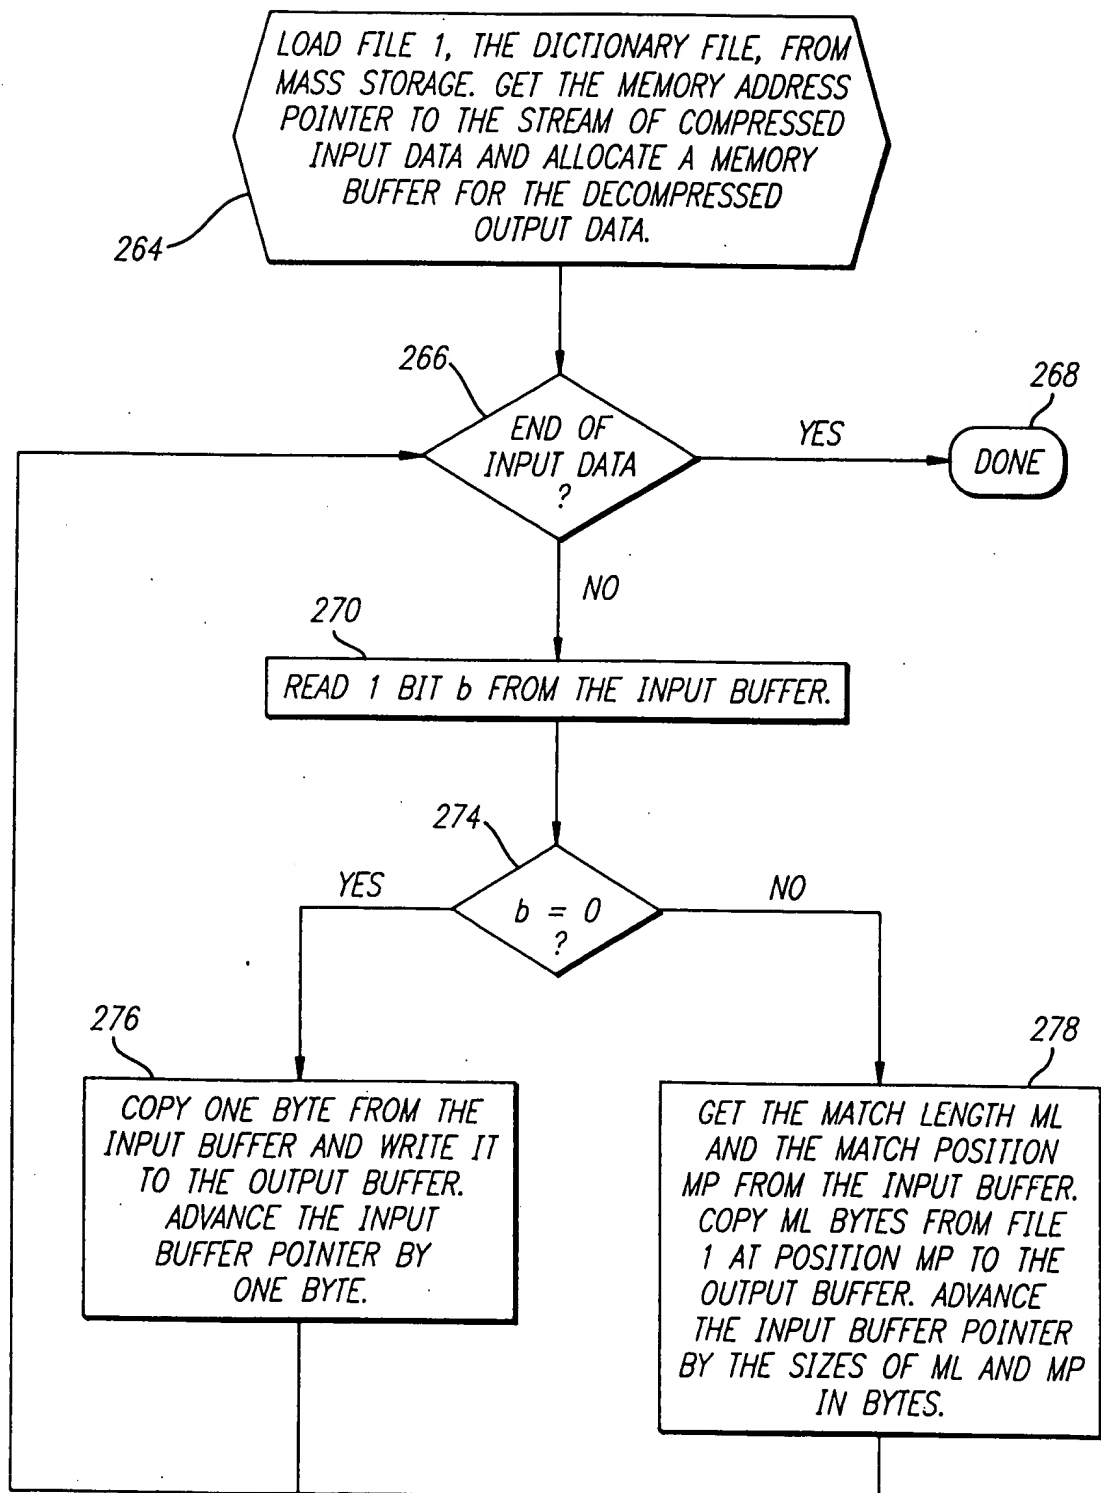 LOAD FILE 1, THE DICTIONARY FILE, FROM
MASS STORAGE. GET THE MEMORY ADDRESS
POINTER TO THE STREAM OF COMPRESSED
INPUT DATA AND ALLOCATE A MEMORY
BUFFER FOR THE DECOMPRESSED
OUTPUT DATA.
264
266
END OF
INPUT DATA
?
YES
268
DONE
NO
270
READ 1 BIT b FROM THE INPUT BUFFER.
274
b = 0
?
YES
NO
276
COPY ONE BYTE FROM THE
INPUT BUFFER AND WRITE IT
TO THE OUTPUT BUFFER.
ADVANCE THE INPUT
BUFFER POINTER BY
ONE BYTE.
278
GET THE MATCH LENGTH ML
AND THE MATCH POSITION
MP FROM THE INPUT BUFFER.
COPY ML BYTES FROM FILE
1 AT POSITION MP TO THE
OUTPUT BUFFER. ADVANCE
THE INPUT BUFFER POINTER
BY THE SIZES OF ML AND MP
IN BYTES.